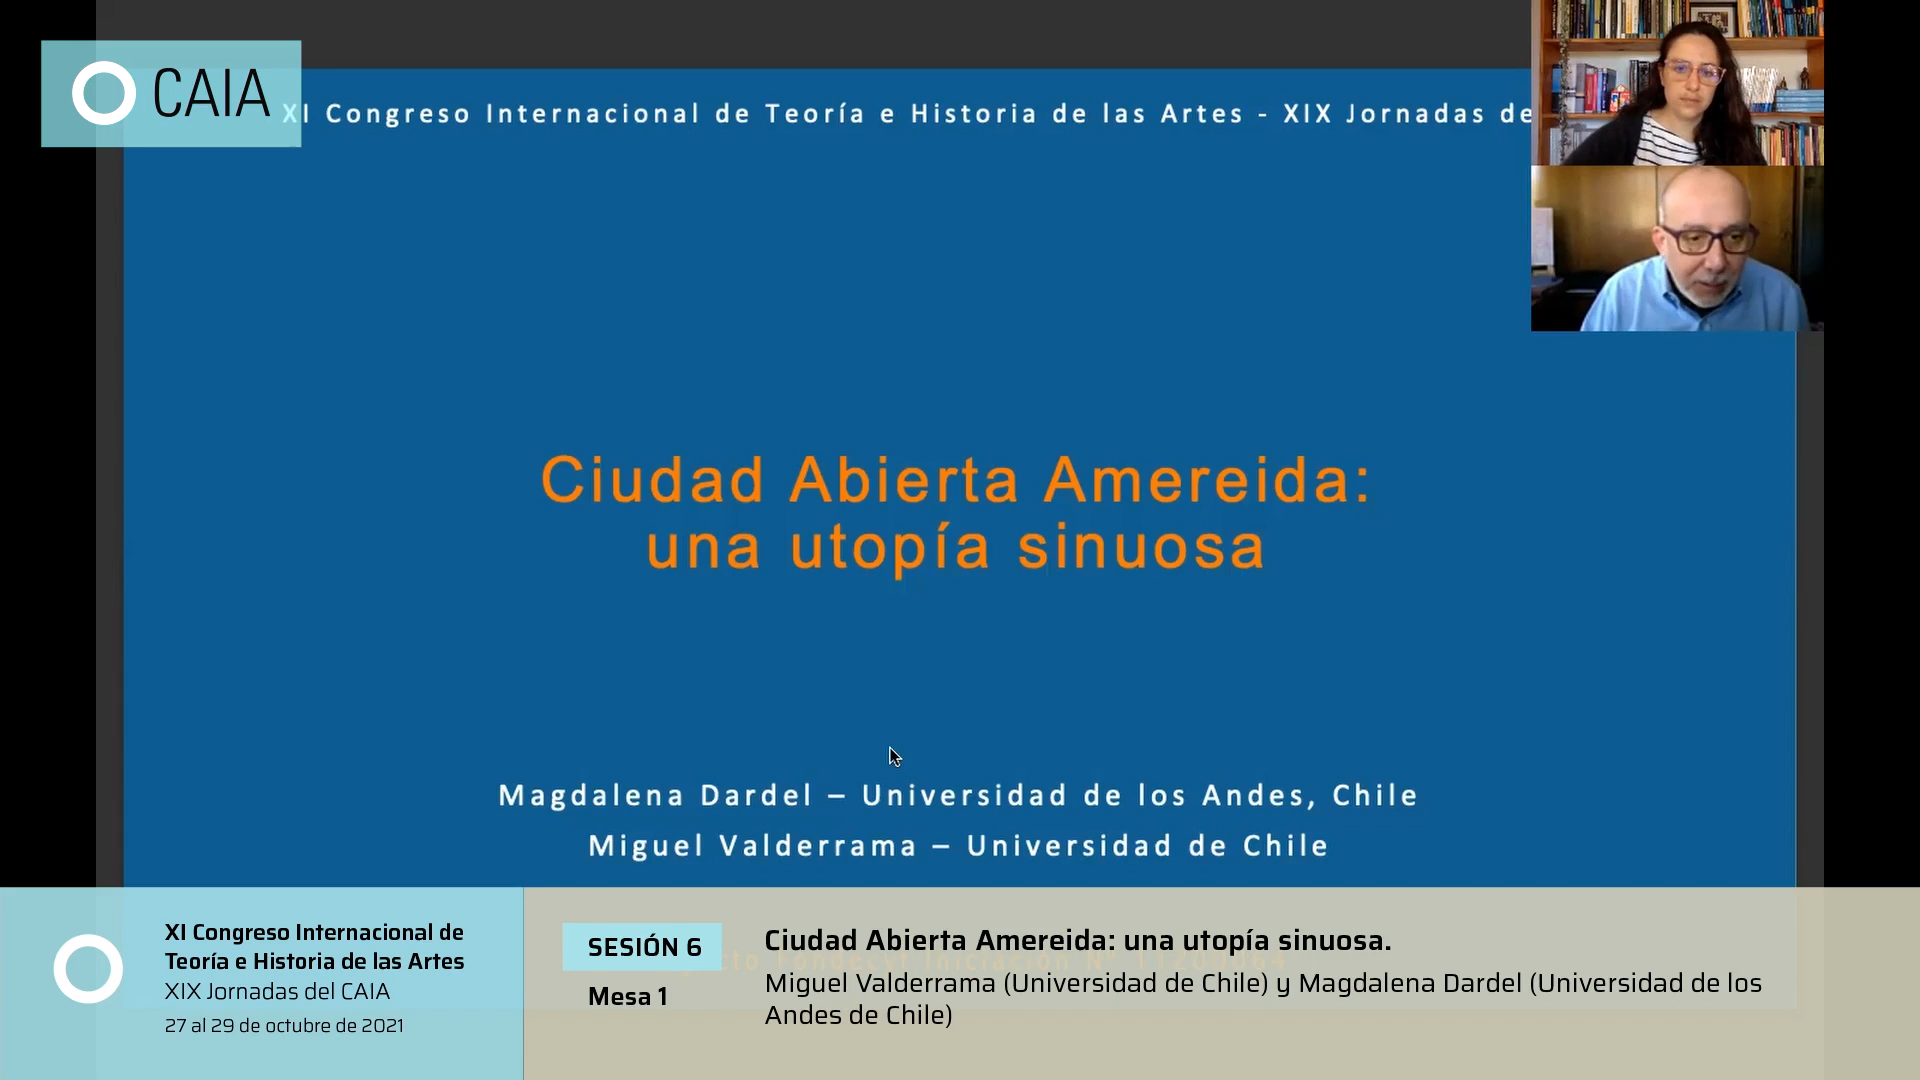 CAIA
XI Congreso Internacional de Teoría e Historia de las Artes - XIX Jornadas de
Ciudad Abierta Amereida:
una utopía sinuosa
Magdalena Dardel – Universidad de los Andes, Chile
Miguel Valderrama – Universidad de Chile
XI Congreso Internacional de
Teoría e Historia de las Artes
XIX Jornadas del CAIA
27 al 29 de octubre de 2021
SESIÓN 6
Mesa 1
Ciudad Abierta Amereida: una utopía sinuosa.
Fondecyt Iniciación N°
Miguel Valderrama (Universidad de Chile) y Magdalena Dardel (Universidad de los
Andes de Chile)